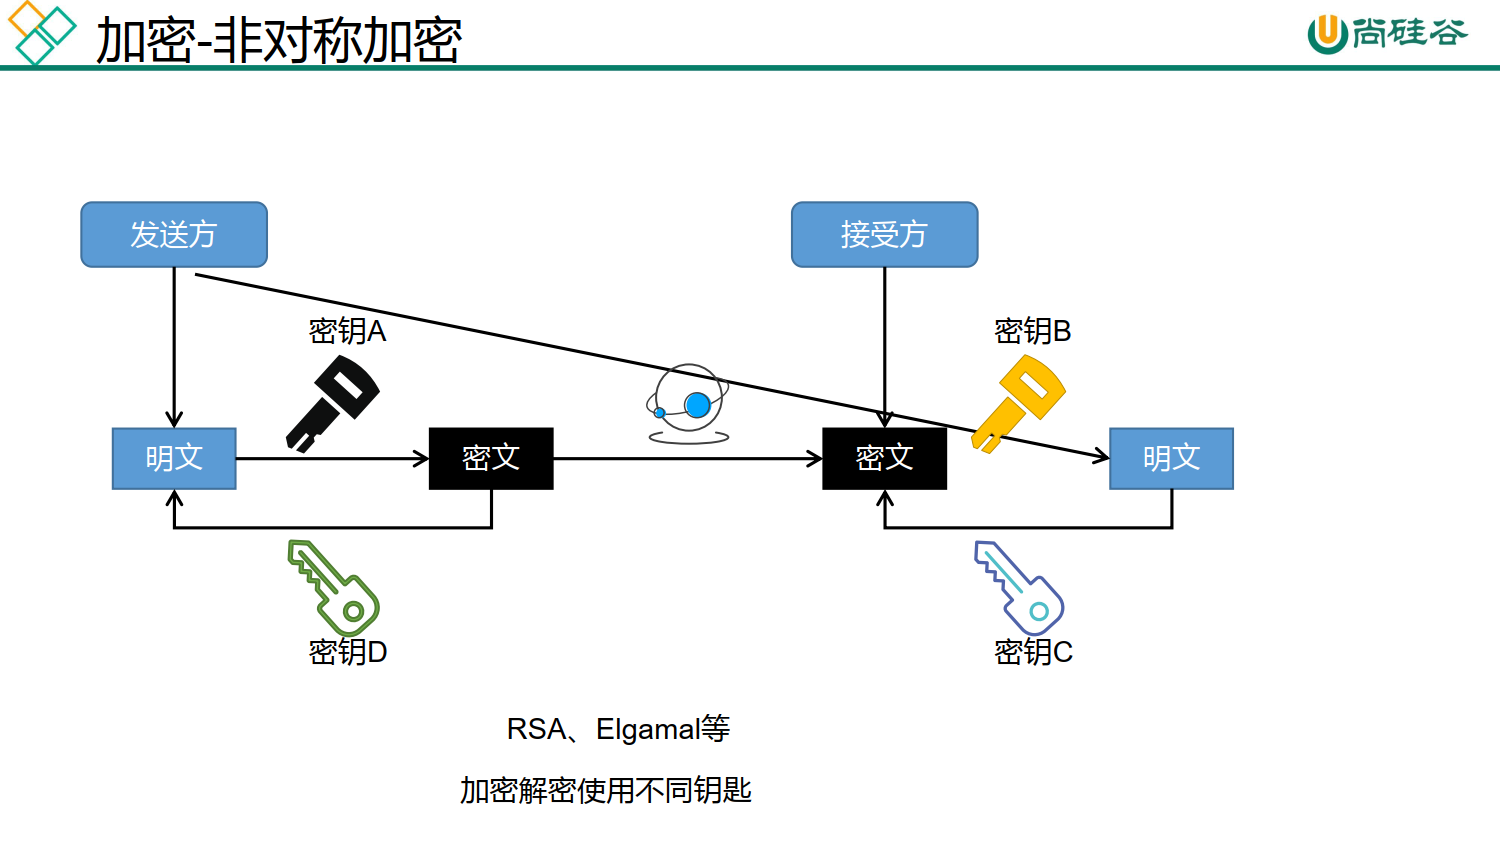 加密-非对称加密
尚硅谷
发送方
接受方
密钥A
密钥B
明文
密文
密文
明文
密钥D
密钥C
RSA、Elgamal等
加密解密使用不同钥匙